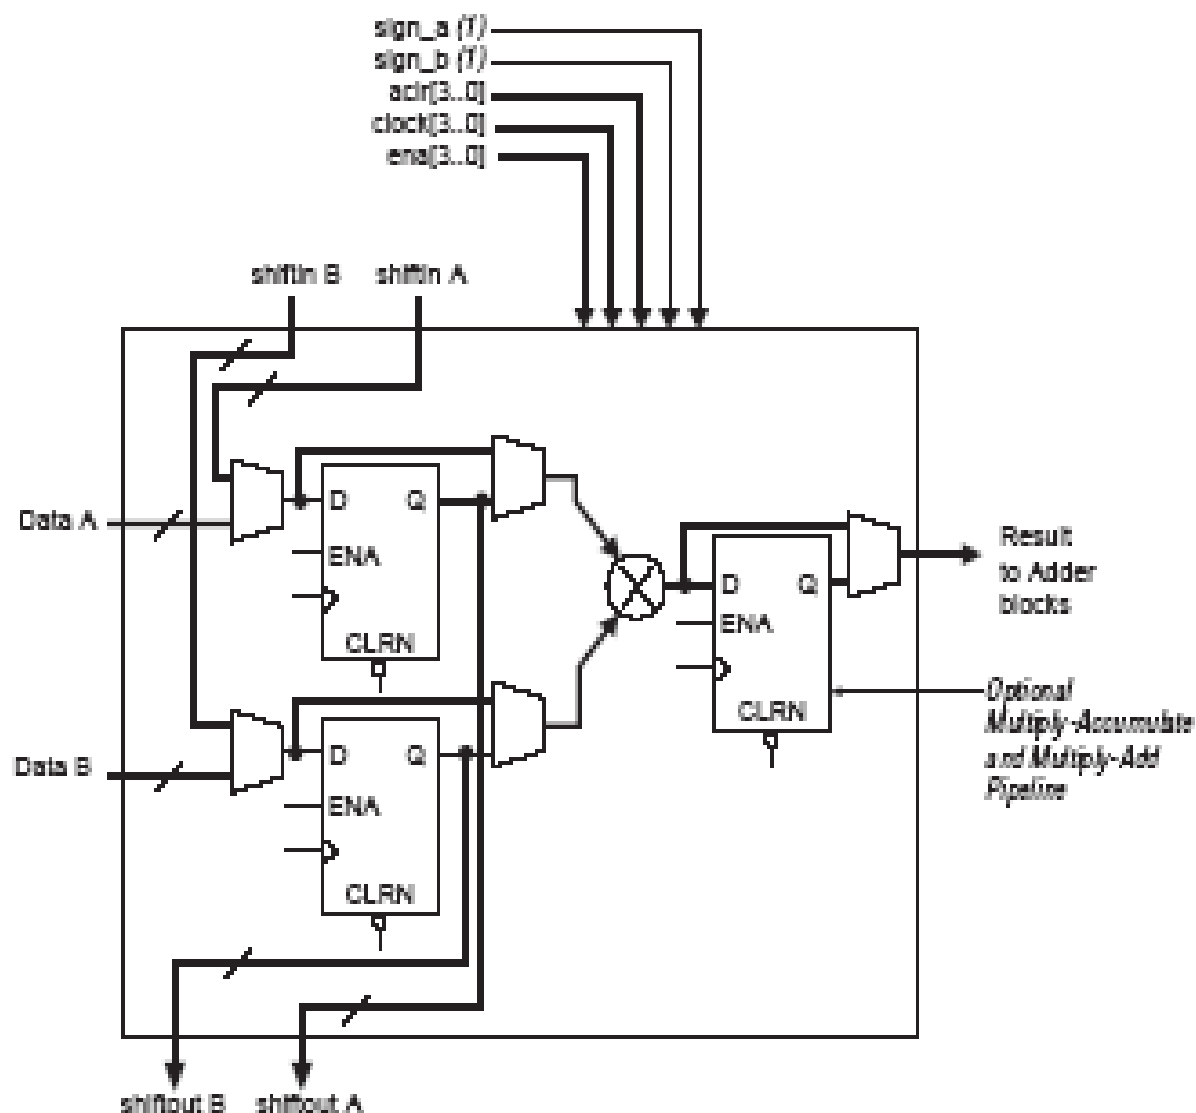 sign_a (1)
sign_b (1)
aclr[3..0]
clock[3..0]
ena[3..0]
shiftin B
shiftin A
Data A
D
Q
ENA
CLRN
D
Q
ENA
CLRN
Result
to Adder
blocks
Optional
Multiply-Accumulate
and Multiply-Add
Pipeline
Data B
D
Q
ENA
CLRN
shiftout B
shiftout A